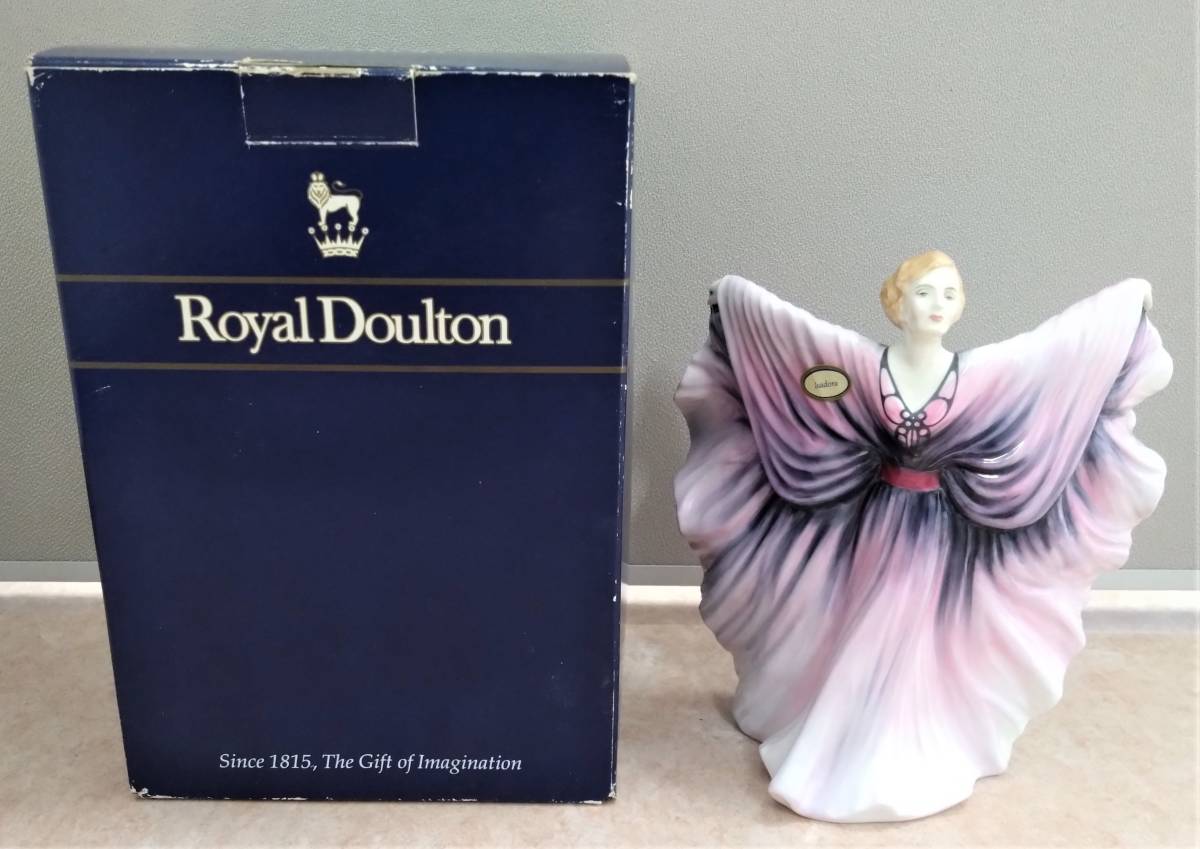 Royal Doulton
Isadora
Since 1815, The Gift of Imagination